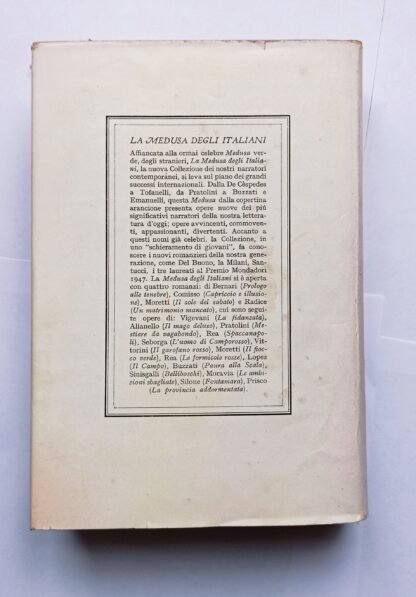 LA MEDUSA DEGLI ITALIANI
Affiancata alla ormai celebre Medusa ver-
de, degli stranieri, La Medusa degli Italia-
ni, la nuova Collezione dei nostri narratori
contemporanei, si leva sul piano dei grandi
successi internazionali. Dalla De Céspedes
a Tofanelli, da Pratolini a Buzzati e
Emanuelli, questa Medusa dalla copertina
arancione presenta opere nuove dei più
significativi narratori della nostra lettera-
tura d'oggi; opere avvincenti, commoven-
ti, appassionanti, divertenti. Accanto a
questi nomi già celebri, la Collezione, in
uno "schieramento di giovani", fa cono-
scere i nuovi romanzieri della nostra gene-
razione, come Del Buono, la Milani, San-
tucci, i tre laureati al Premio Mondadori
1947. La Medusa degli Italiani si è aperta
con quattro romanzi: di Bernari (Prologo
alle tenebre), Comisso (Capriccio e illusio-
ne), Moretti (Il sole del sabato) e Radice
(Un matrimonio mancato), cui sono segui-
te opere di: Vigevani (La fidanzata),
Alianello (Il mago deluso), Pratolini (Me-
stiere da vagabondo), Rea (Spaccanapo-
li), Seborga (L'uomo di Camporosso), Vit-
torini (Il garofano rosso), Moretti (Il fioc-
co verde), Rea (Le formicole rosse), Lopez
(Il Campo), Buzzati (Paura alla Scala),
Sinisgalli (Belliboschi), Moravia (Le ambi-
zioni sbagliate), Silone (Fontamara), Prisco
(La provincia addormentata).